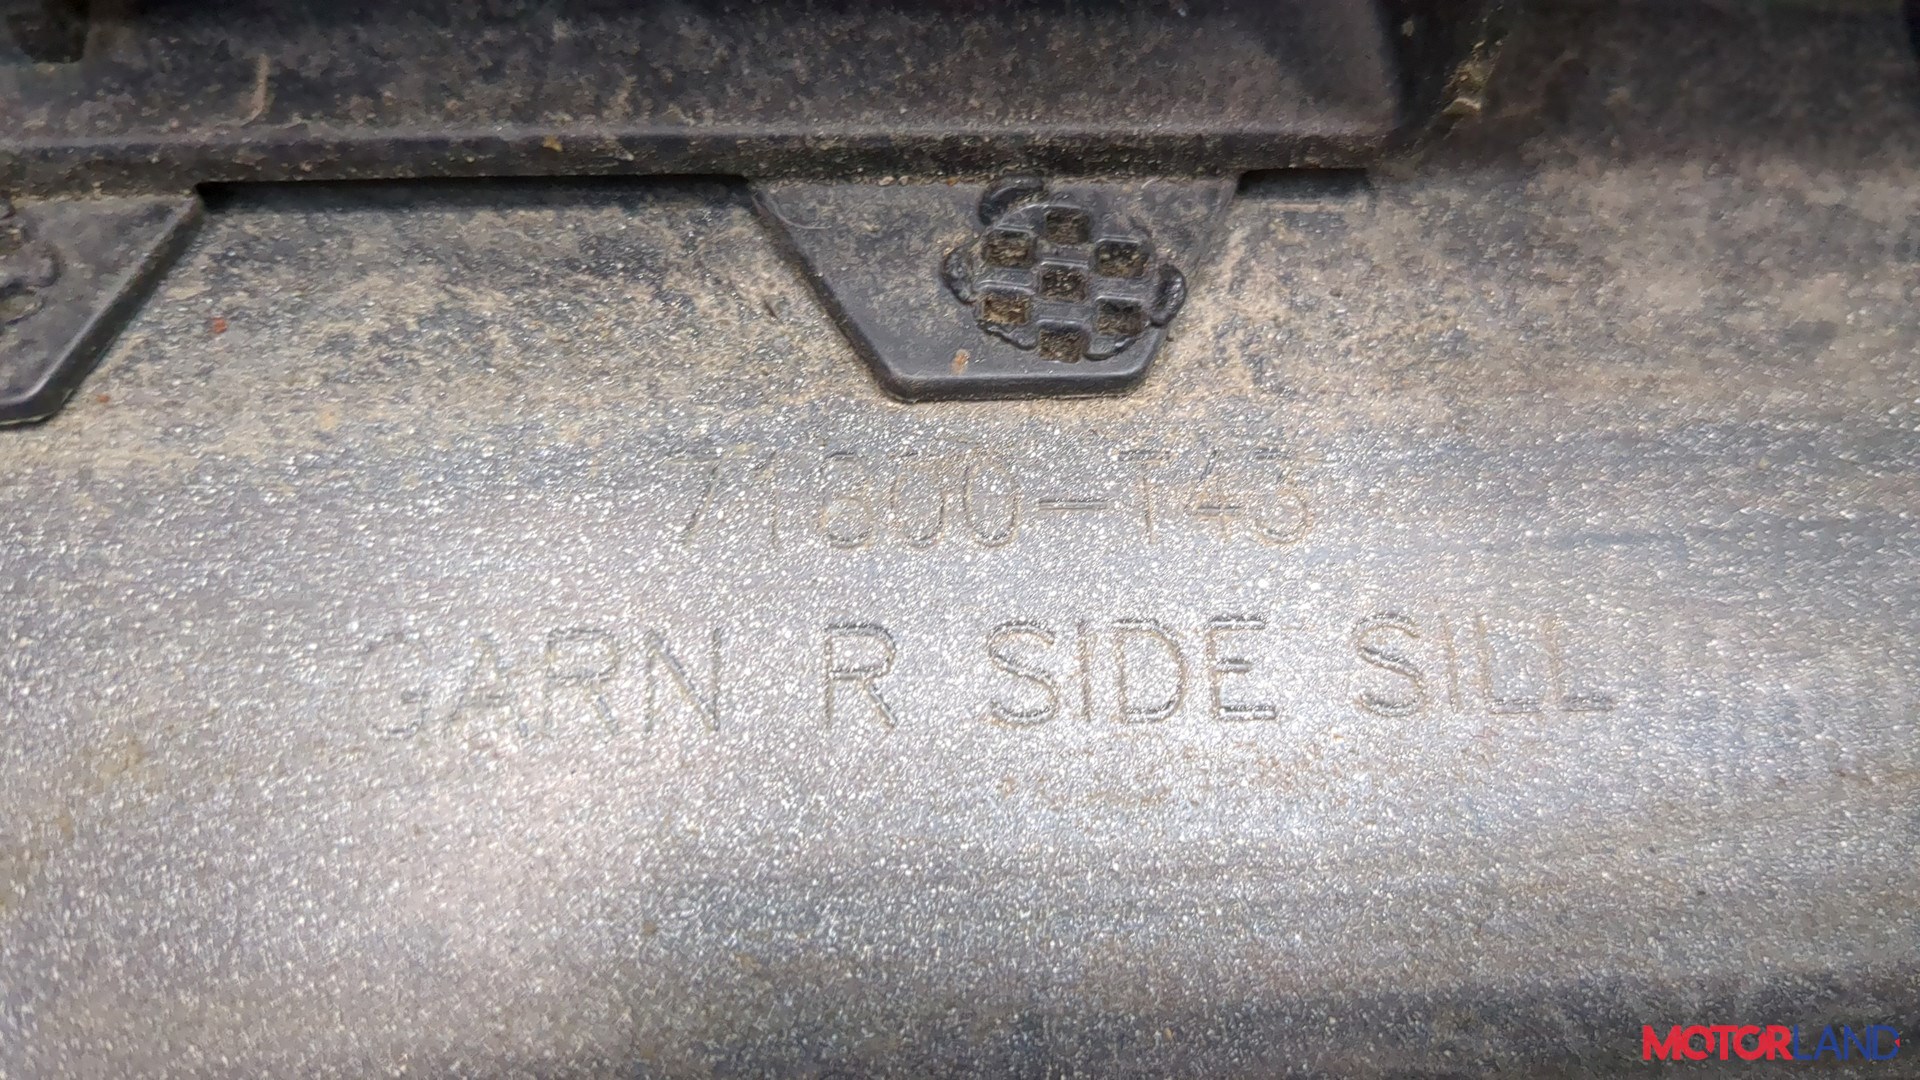 71800-T43
GARN R SIDE SILL
MOTORLAND